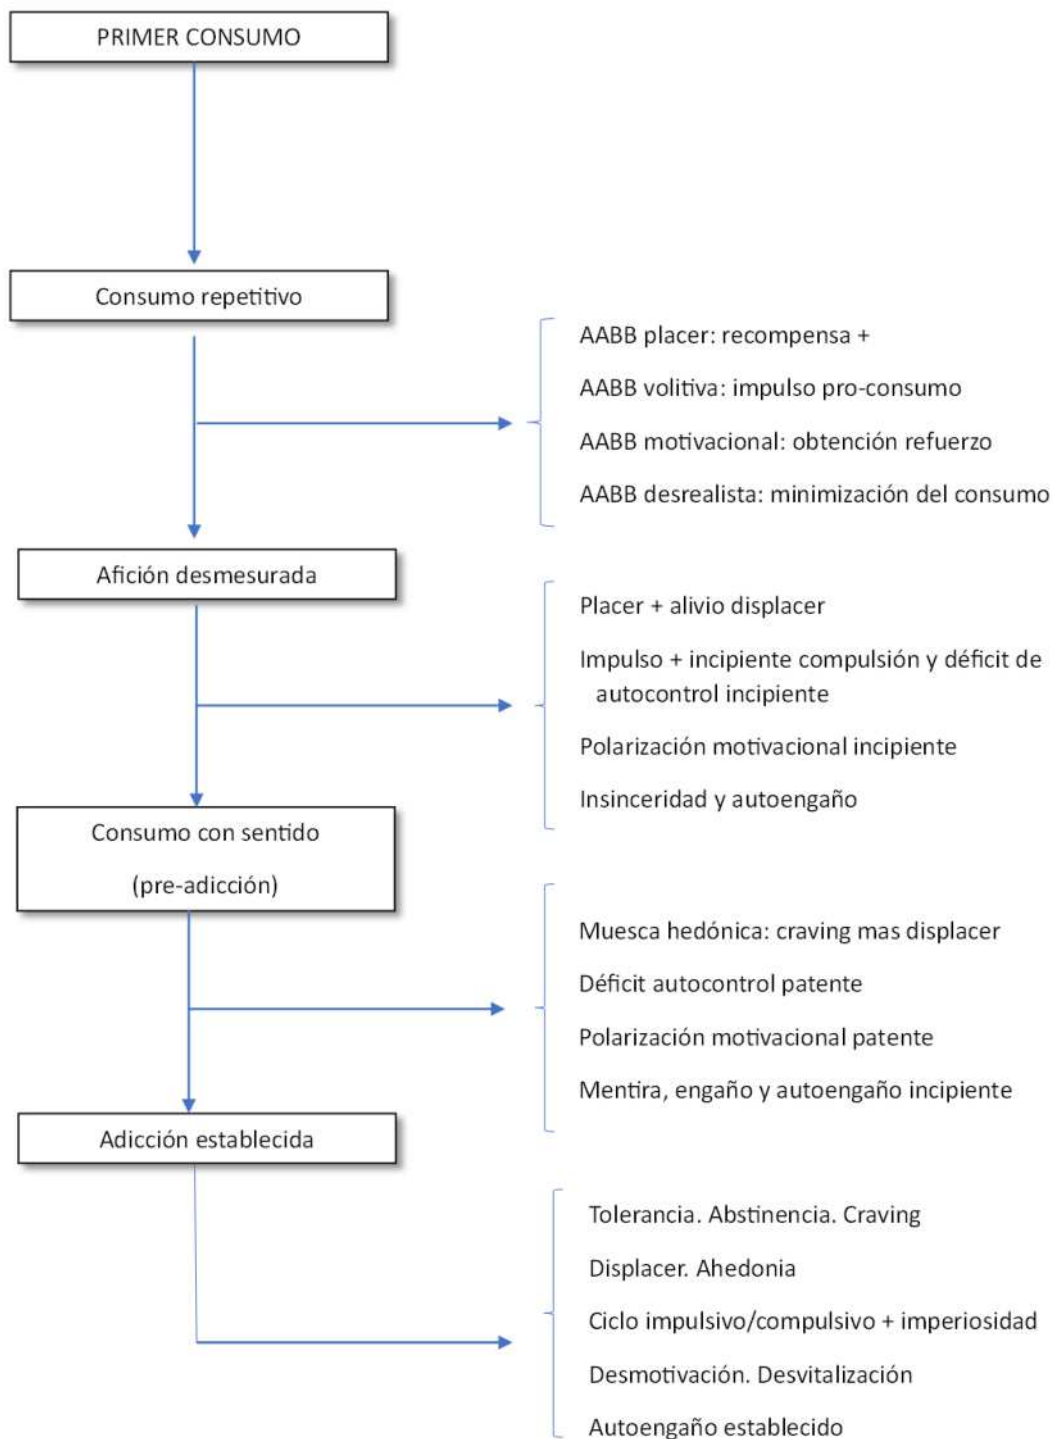 PRIMER CONSUMO
Consumo repetitivo
AABB placer: recompensa +
AABB volitiva: impulso pro-consumo
AABB motivacional: obtención refuerzo
AABB desrealista: minimización del consumo
Afición desmesurada
Placer + alivio displacer
Impulso + incipiente compulsión y déficit de
autocontrol incipiente
Polarización motivacional incipiente
Insinceridad y autoengaño
Consumo con sentido
(pre-adicción)
Muesca hedónica: craving mas displacer
Déficit autocontrol patente
Polarización motivacional patente
Mentira, engaño y autoengaño incipiente
Adicción establecida
Tolerancia. Abstinencia. Craving
Displacer. Ahedonia
Ciclo impulsivo/compulsivo + imperiosidad
Desmotivación. Desvitalización
Autoengaño establecido